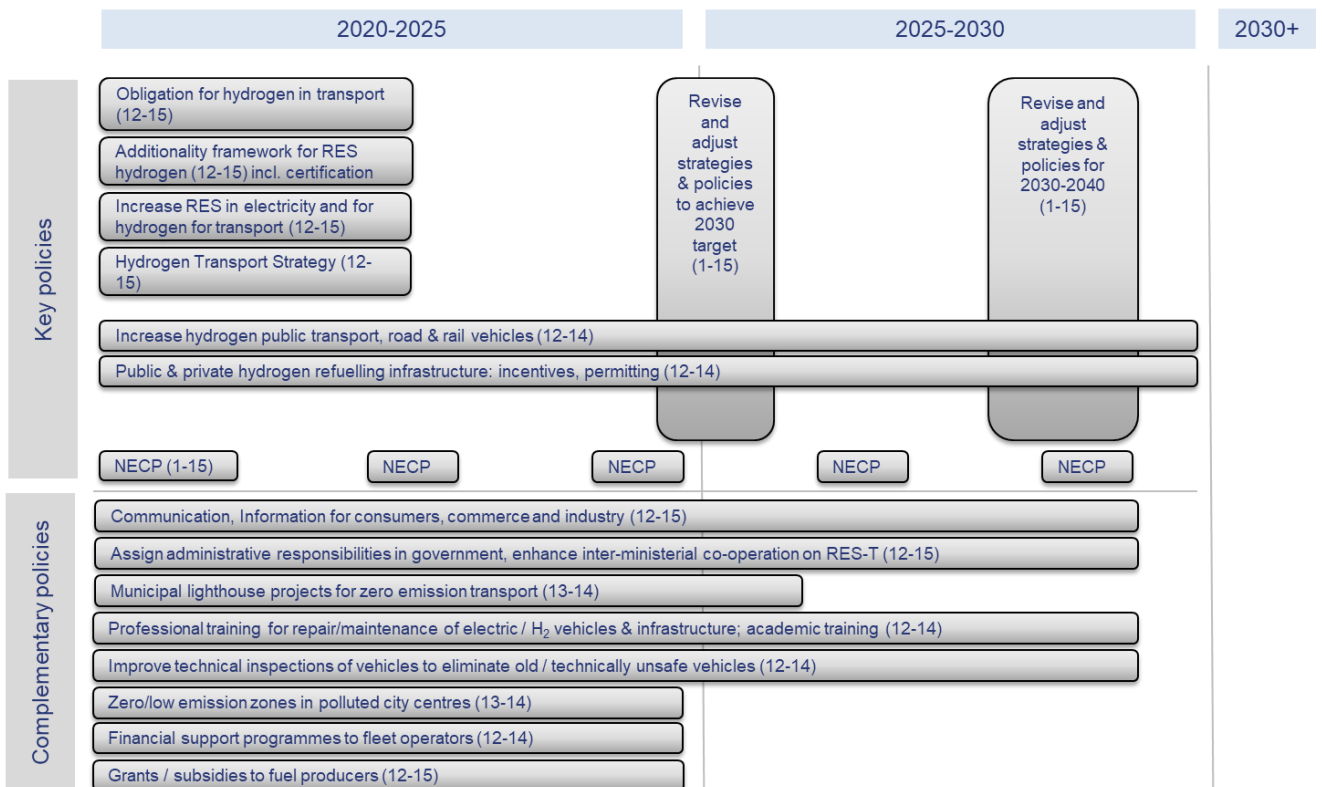 2020-2025
2025-2030
2030+
Key policies
Obligation for hydrogen in transport
(12-15)
Additionality framework for RES
hydrogen (12-15) incl. certification
Increase RES in electricity and for
hydrogen for transport (12-15)
Hydrogen Transport Strategy (12-
15)
Revise
and
adjust
strategies
& policies
to achieve
2030
target
(1-15)
Revise and
adjust
strategies &
policies for
2030-2040
(1-15)
Increase hydrogen public transport, road & rail vehicles (12-14)
Public & private hydrogen refuelling infrastructure: incentives, permitting (12-14)
NECP (1-15)
NECP
NECP
NECP
NECP
Complementary policies
Communication, Information for consumers, commerce and industry (12-15)
Assign administrative responsibilities in government, enhance inter-ministerial co-operation on RES-T (12-15)
Municipal lighthouse projects for zero emission transport (13-14)
Professional training for repair/maintenance of electric / H₂ vehicles & infrastructure; academic training (12-14)
Improve technical inspections of vehicles to eliminate old / technically unsafe vehicles (12-14)
Zero/low emission zones in polluted city centres (13-14)
Financial support programmes to fleet operators (12-14)
Grants / subsidies to fuel producers (12-15)